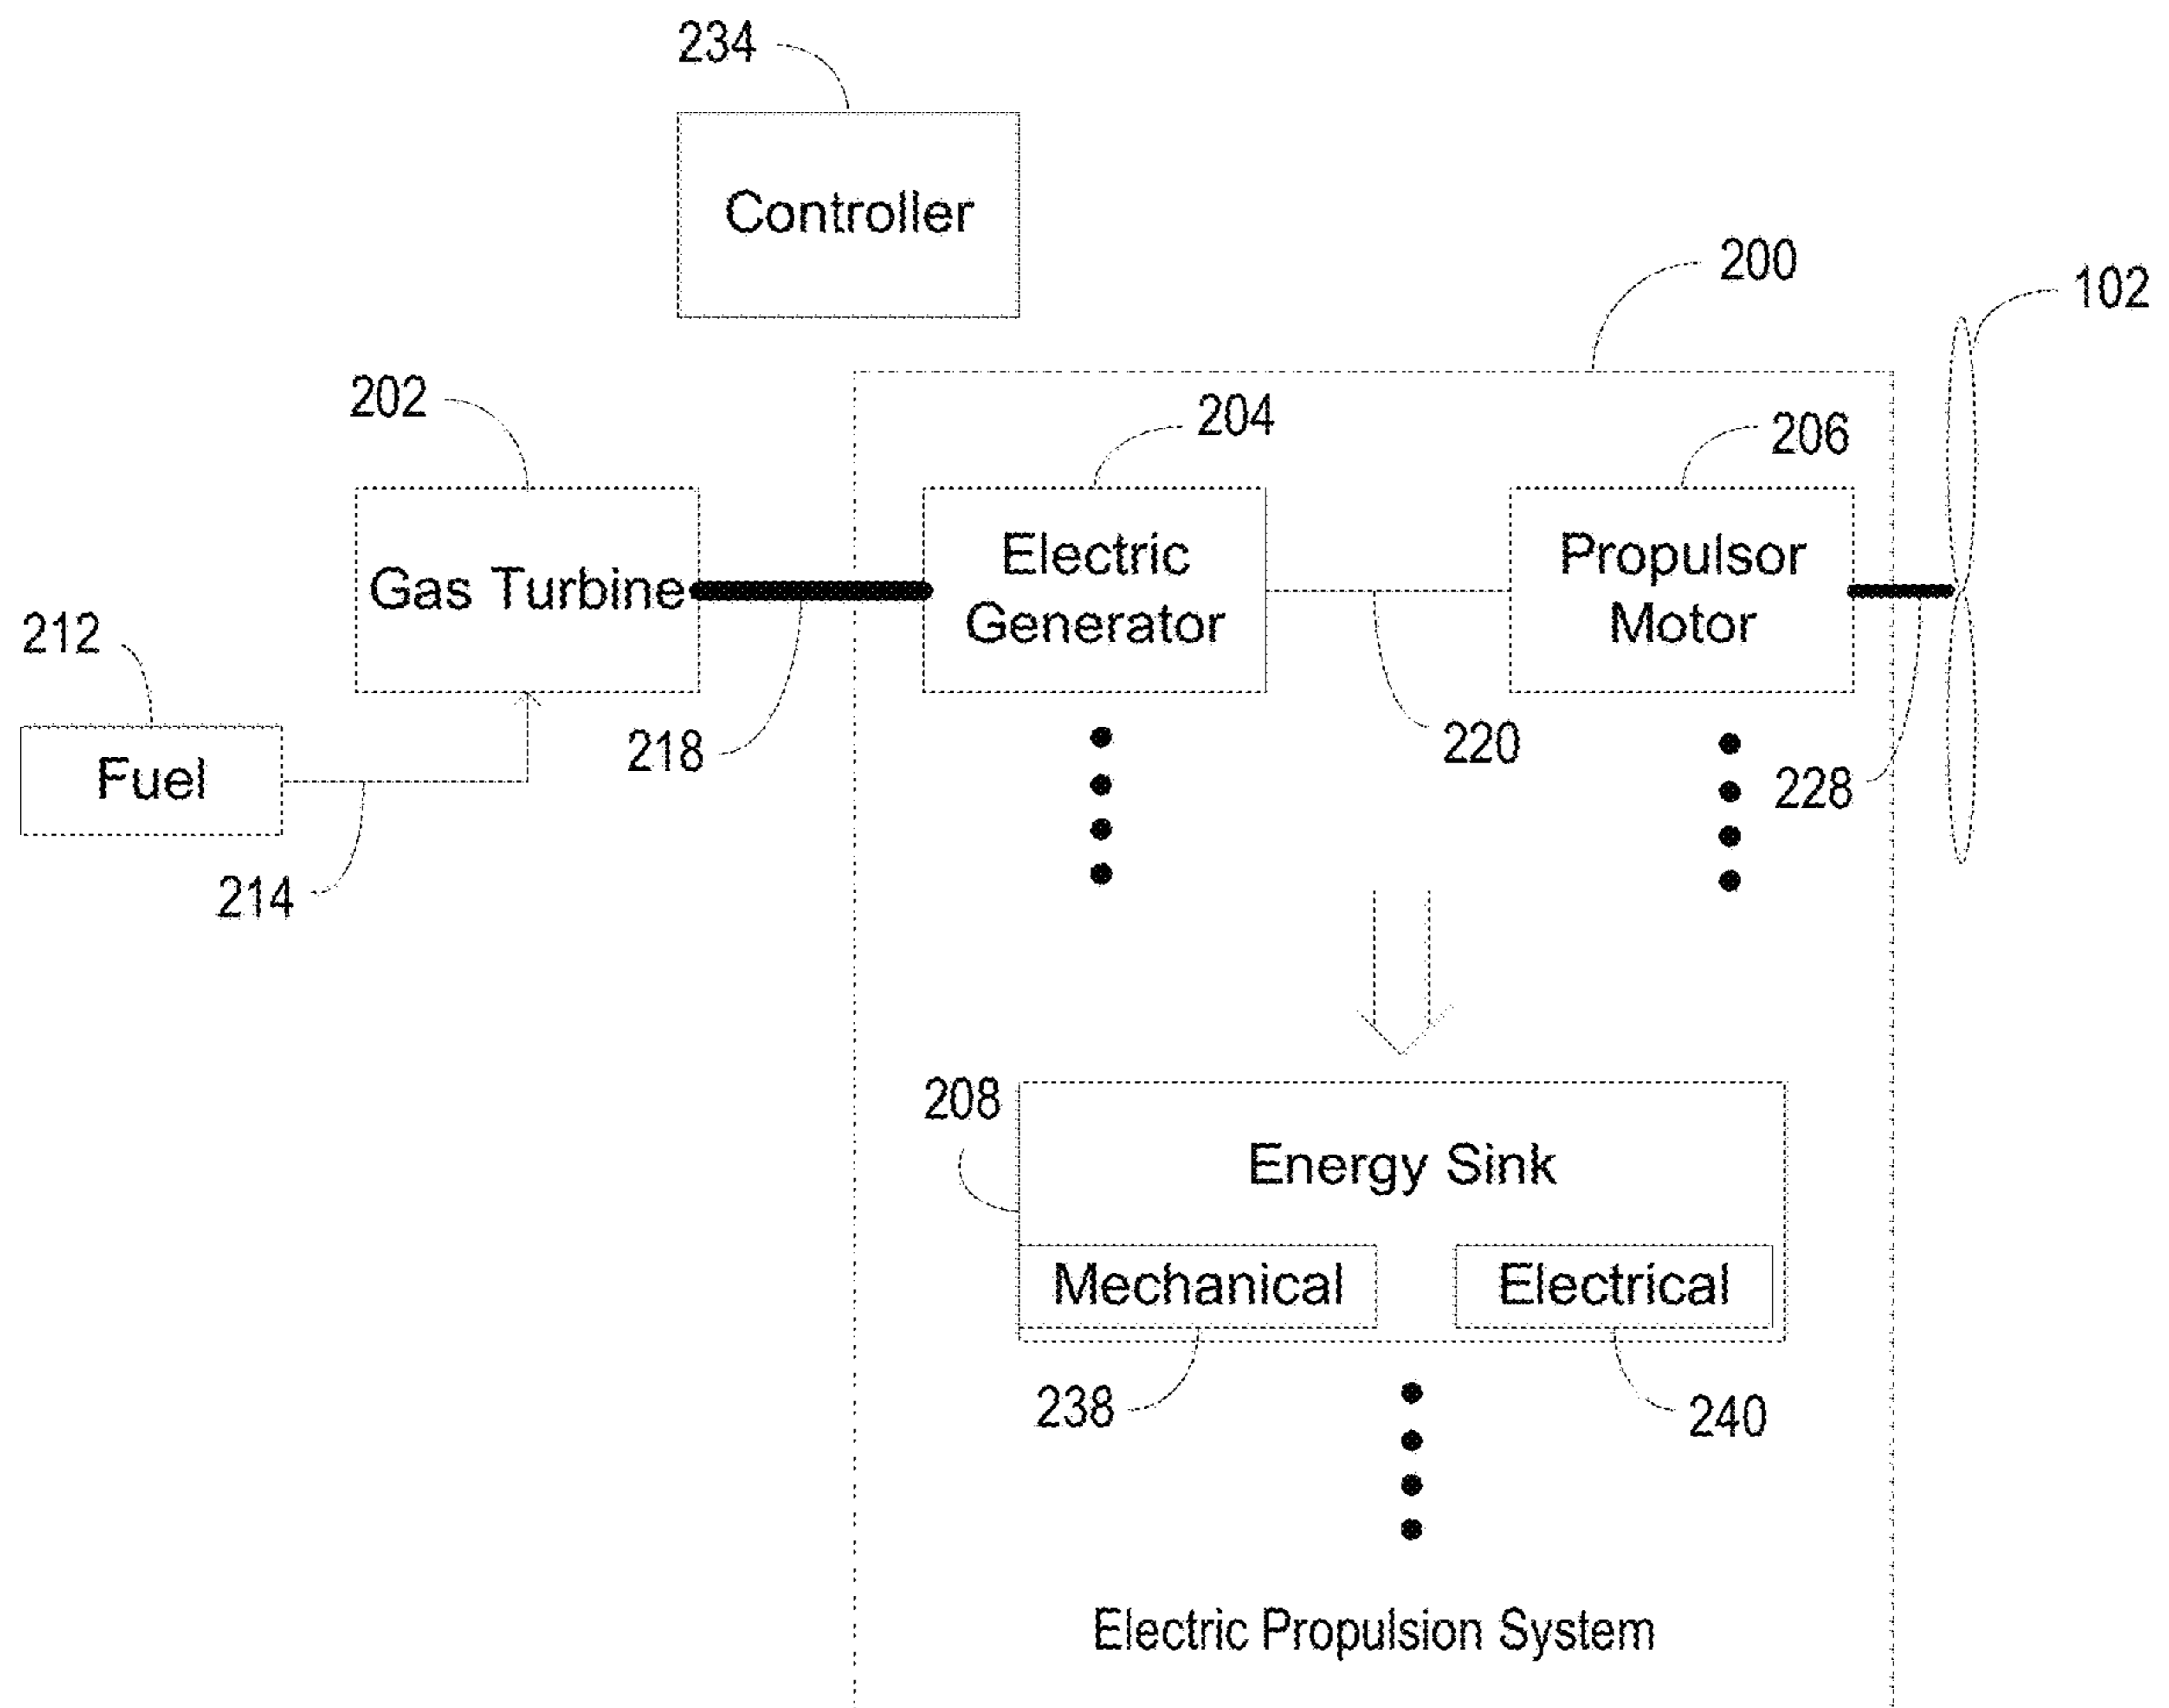 234
Controller
200
102
202
204
206
Gas Turbine
Electric
Generator
Propulsor
Motor
212
Fuel
218
220
228
214
208
Energy Sink
Mechanical
Electrical
238
240
Electric Propulsion System